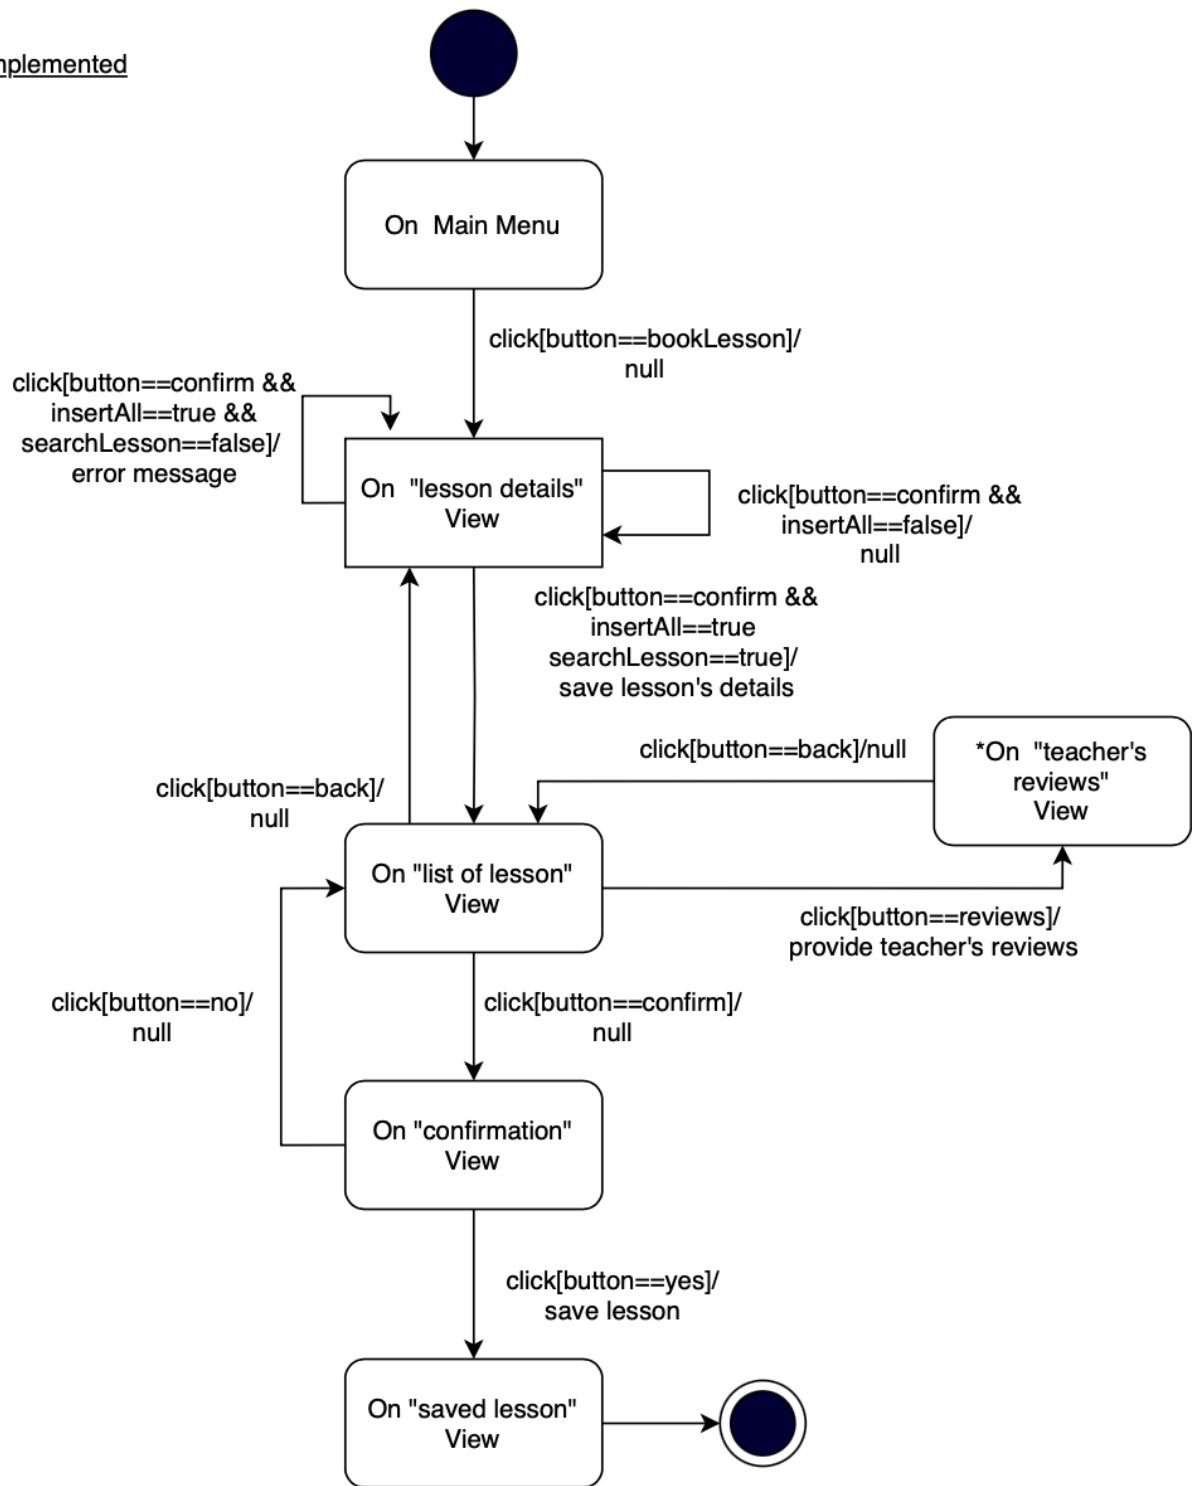 mplemented
On  Main Menu
click[button==bookLesson]/
null
click[button==confirm &&
insertAll==true &&
searchLesson==false]/
error message
On  "lesson details"
View
click[button==confirm &&
insertAll==false]/
null
click[button==confirm &&
insertAll==true
searchLesson==true]/
save lesson's details
click[button==back]/null
*On  "teacher's
reviews"
View
click[button==back]/
null
On "list of lesson"
View
click[button==reviews]/
provide teacher's reviews
click[button==no]/
null
click[button==confirm]/
null
On "confirmation"
View
click[button==yes]/
save lesson
On "saved lesson"
View